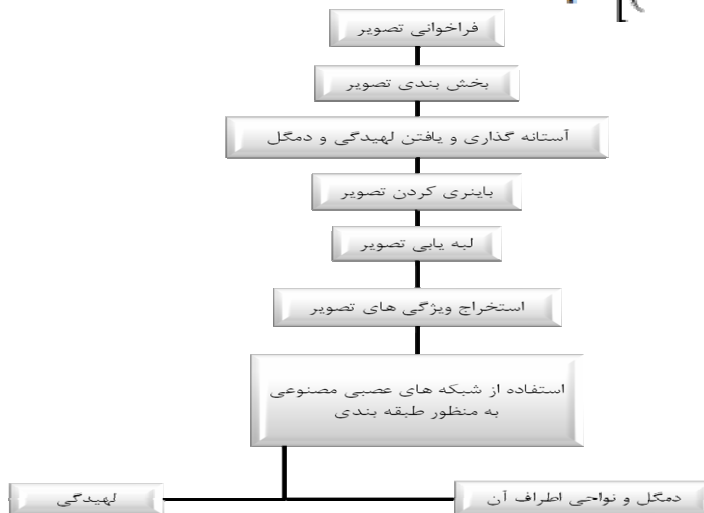 فراخوانی تصویر
بخش بندی تصویر
آستانه گذاری و یافتن لهیدگی و دمگل
باینری کردن تصویر
لبه یابی تصویر
استخراج ویژگی های تصویر
استفاده از شبکه های عصبی مصنوعی
به منظور طبقه بندی
دمگل و نواحی اطراف آن
لهیدگی